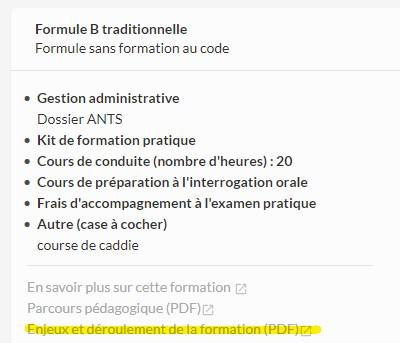 Formule B traditionnelle
Formule sans formation au code
• Gestion administrative
Dossier ANTS
• Kit de formation pratique
• Cours de conduite (nombre d'heures) : 20
• Cours de préparation à l'interrogation orale
• Frais d'accompagnement à l'examen pratique
• Autre (case à cocher)
course de caddie
En savoir plus sur cette formation
Parcours pédagogique (PDF)
Enjeux et déroulement de la formation (PDF)